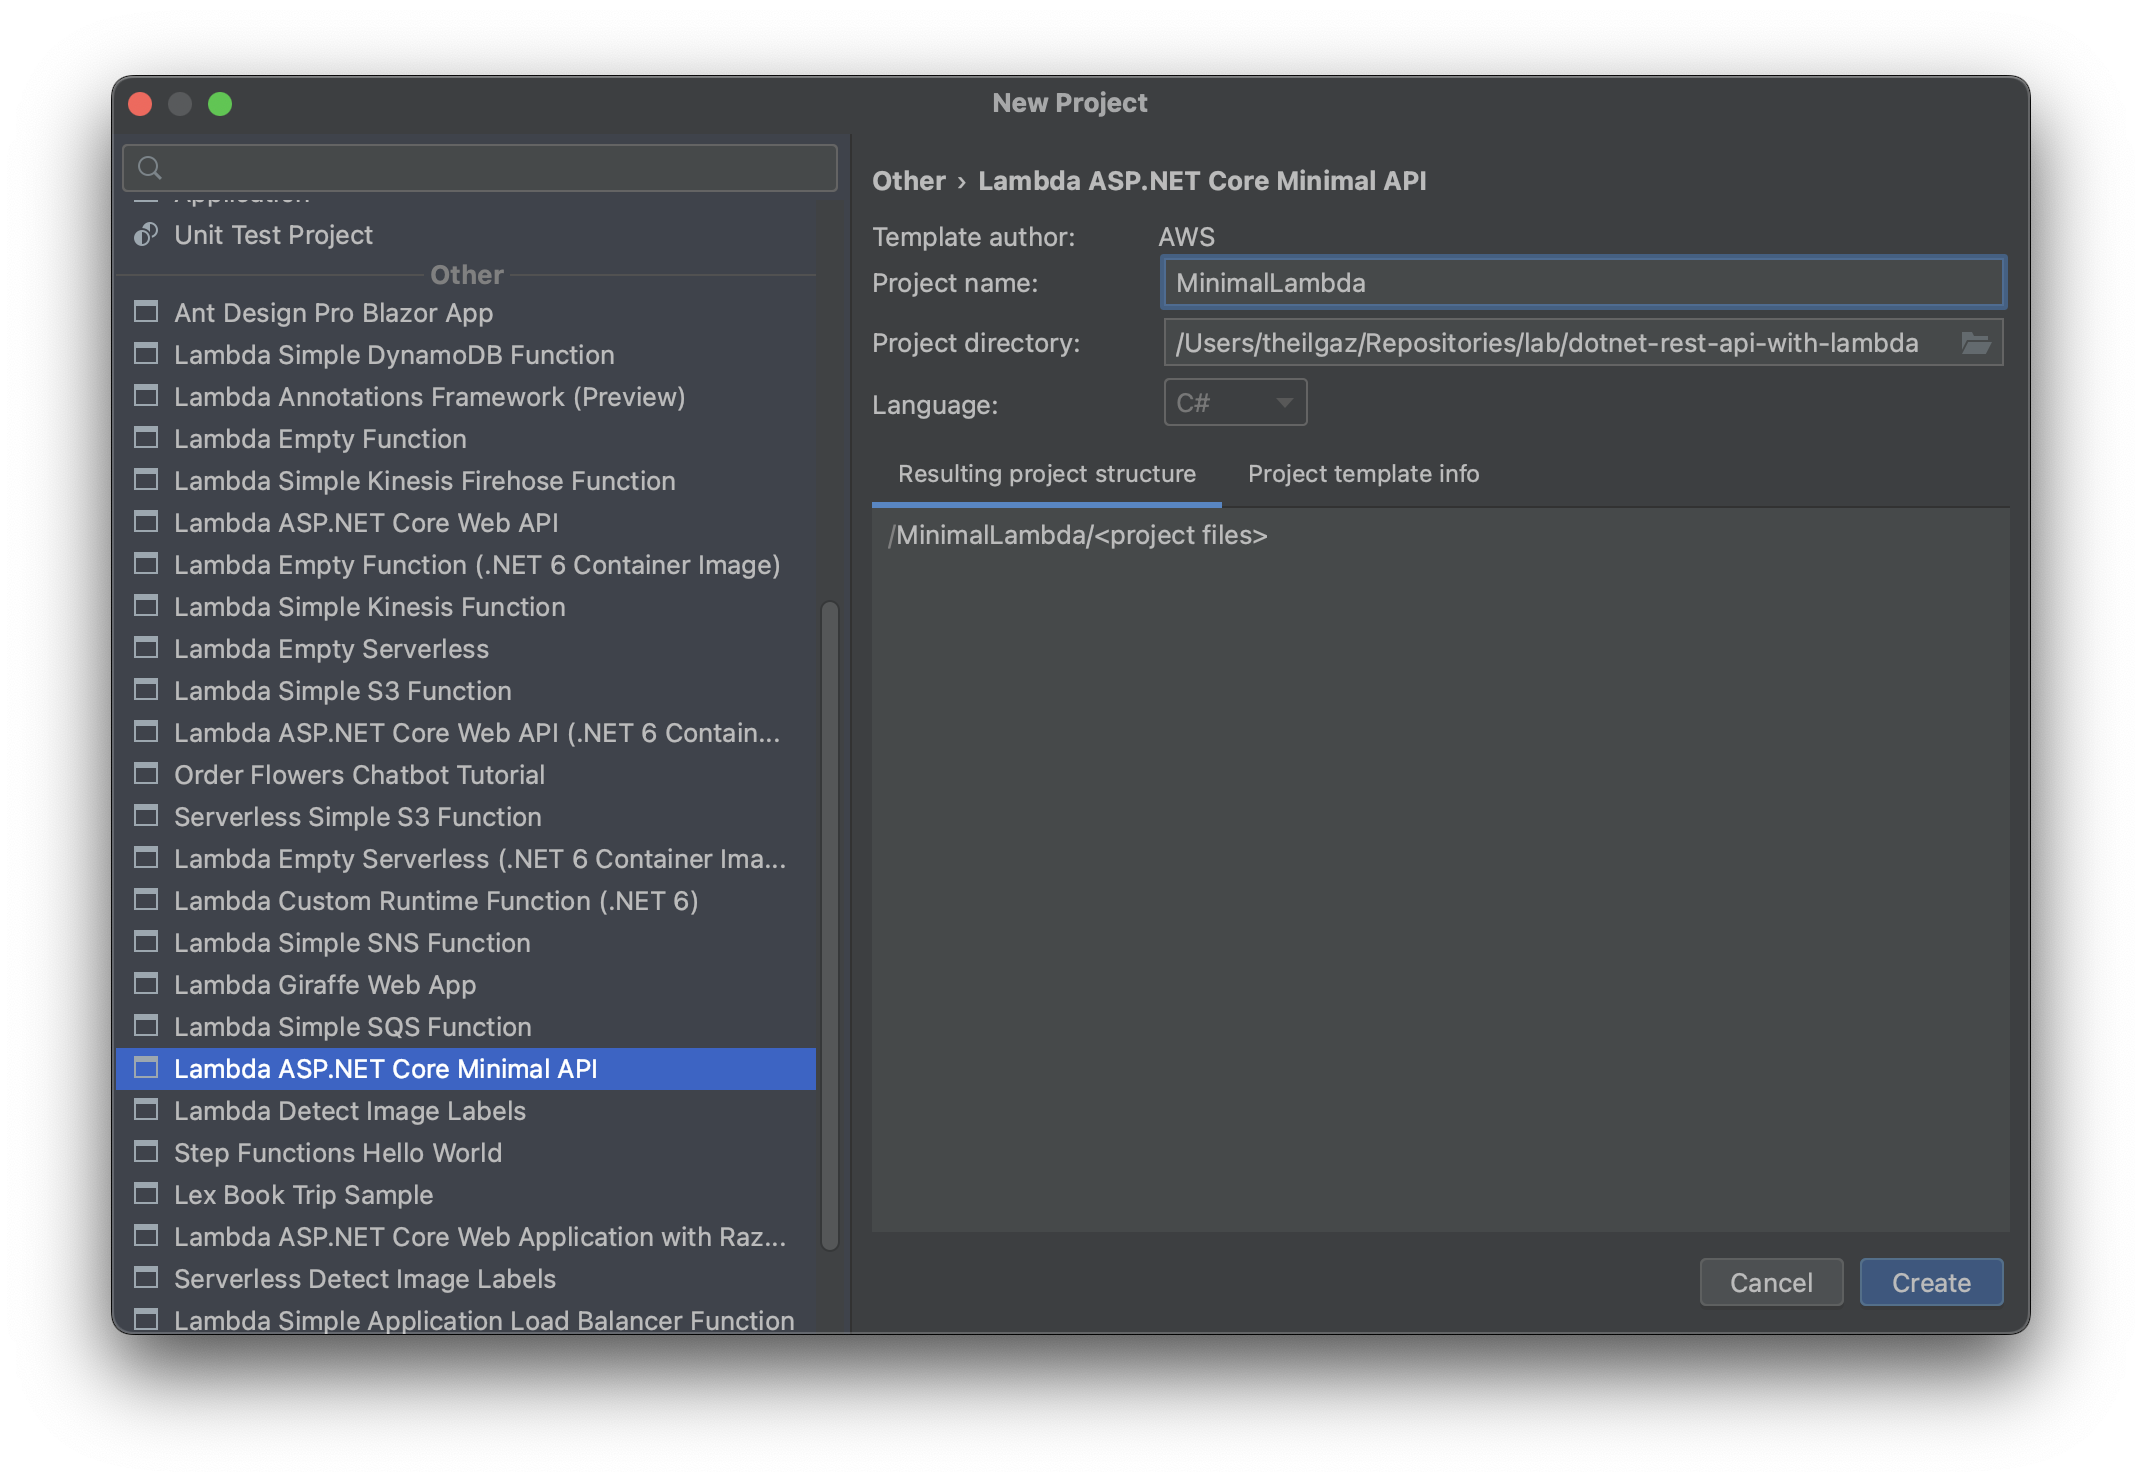 New Project
Application
Unit Test Project
Other
Ant Design Pro Blazor App
Lambda Simple DynamoDB Function
Lambda Annotations Framework (Preview)
Lambda Empty Function
Lambda Simple Kinesis Firehose Function
Lambda ASP.NET Core Web API
Lambda Empty Function (.NET 6 Container Image)
Lambda Simple Kinesis Function
Lambda Empty Serverless
Lambda Simple S3 Function
Lambda ASP.NET Core Web API (.NET 6 Contain...
Order Flowers Chatbot Tutorial
Serverless Simple S3 Function
Lambda Empty Serverless (.NET 6 Container Ima...
Lambda Custom Runtime Function (.NET 6)
Lambda Simple SNS Function
Lambda Giraffe Web App
Lambda Simple SQS Function
Lambda ASP.NET Core Minimal API
Lambda Detect Image Labels
Step Functions Hello World
Lex Book Trip Sample
Lambda ASP.NET Core Web Application with Raz...
Serverless Detect Image Labels
Lambda Simple Application Load Balancer Function
Other › Lambda ASP.NET Core Minimal API
Template author: AWS
Project name: MinimalLambda
Project directory: /Users/theilgaz/Repositories/lab/dotnet-rest-api-with-lambda
Language: C#
Resulting project structure Project template info
/MinimalLambda/<project files>
Cancel Create